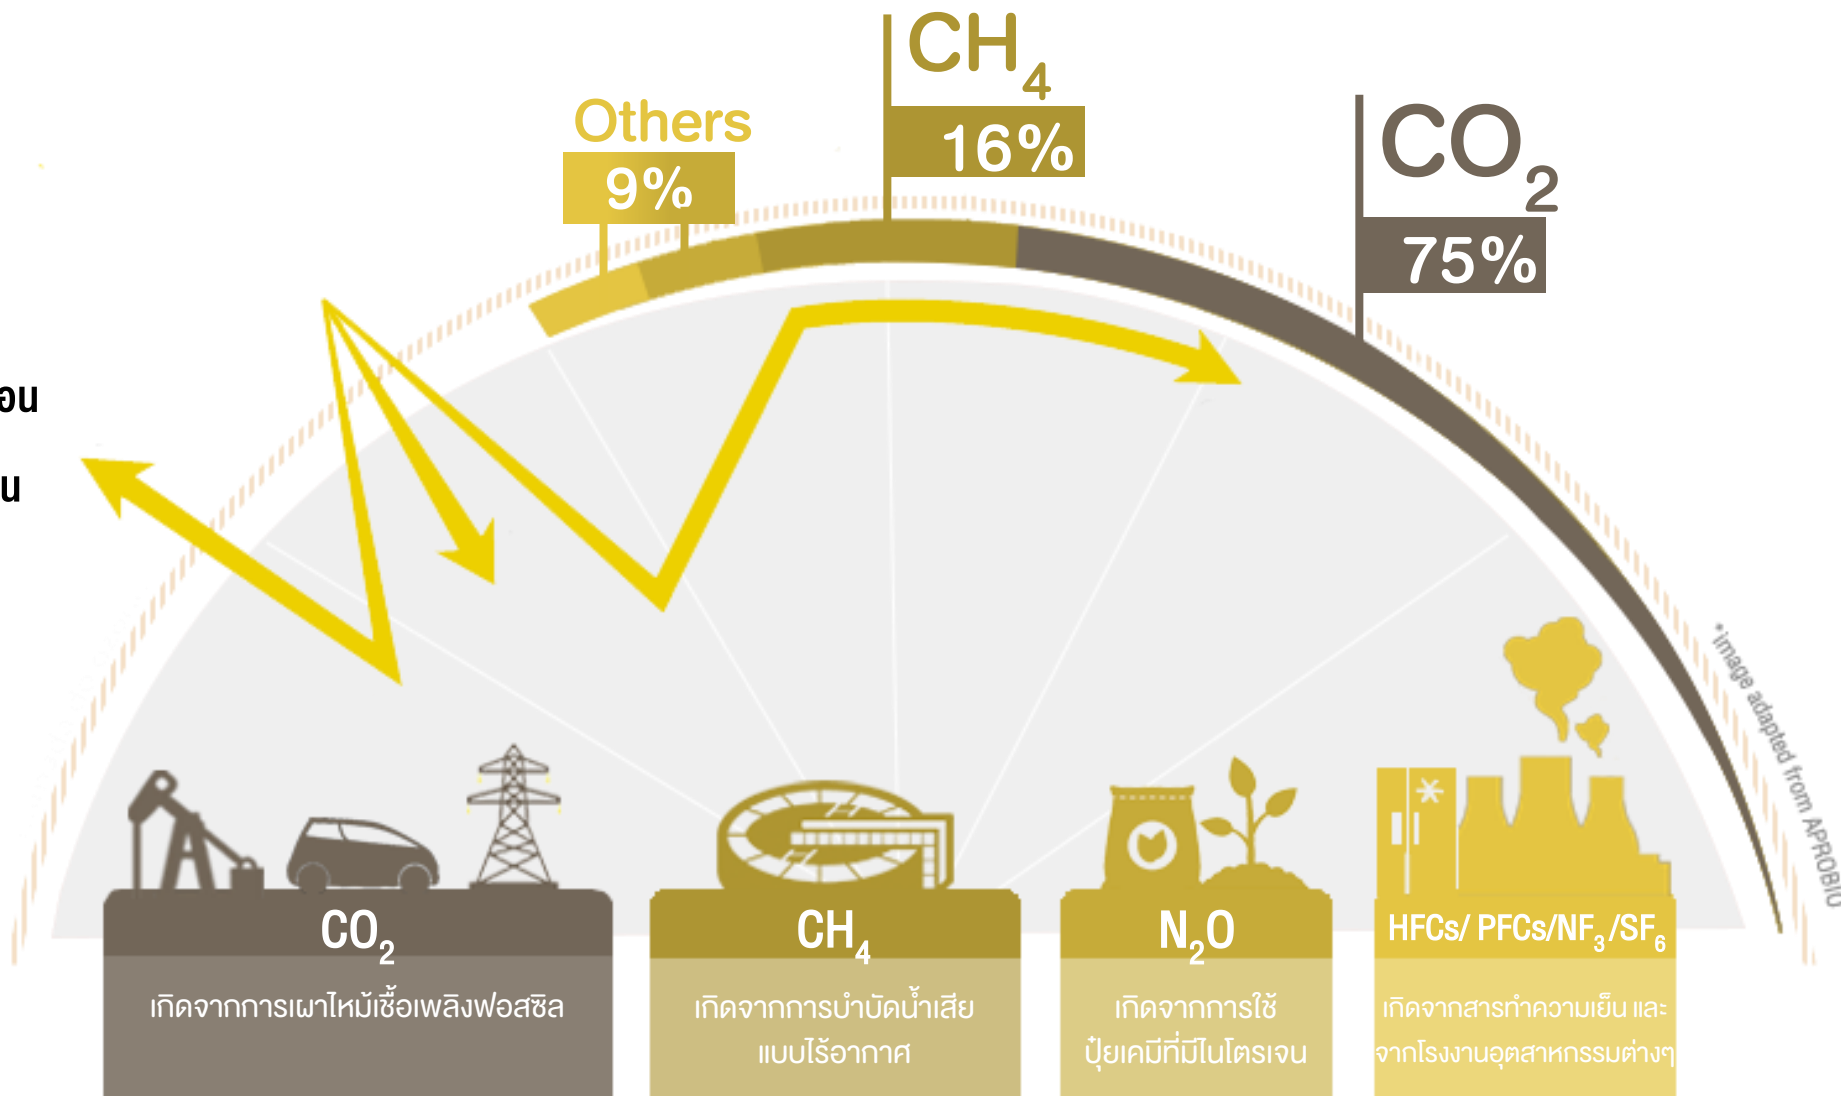 CH₄
16%
Others
9%
CO₂
75%
*image adapted from APROBIO
CO₂
เกิดจากการเผาไหม้เชื้อเพลิงฟอสซิล
CH₄
เกิดจากการบำบัดน้ำเสีย
แบบไร้อากาศ
N₂O
เกิดจากการใช้
ปุ๋ยเคมีที่มีไนโตรเจน
HFCs/ PFCs/NF₃/SF₆
เกิดจากสารทำความเย็น และ
จากโรงงานอุตสาหกรรมต่างๆ